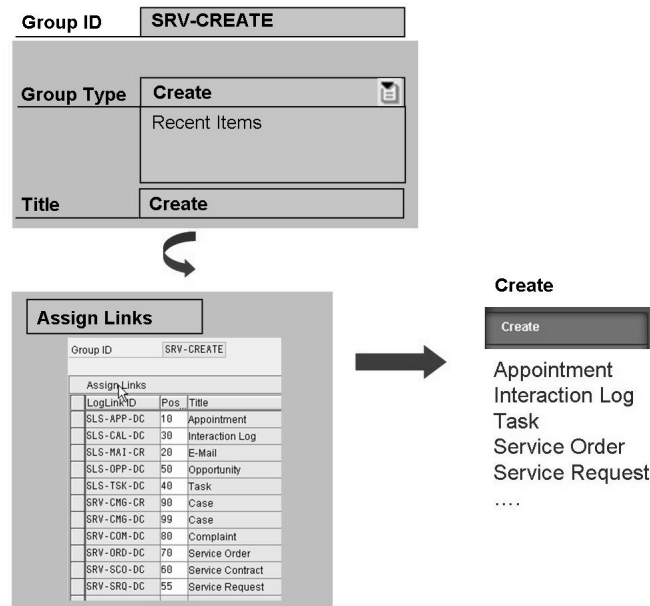 Group ID SRV-CREATE
Group Type Create
Recent Items
Title Create
Assign Links
Group ID SRV-CREATE
Assign Links
LogLink ID Pos... Title
SLS-APP-DC 10 Appointment
SLS-CAL-DC 30 Interaction Log
SLS-MAI-CR 20 E-Mail
SLS-OPP-DC 50 Opportunity
SLS-TSK-DC 40 Task
SRV-CMG-CR 90 Case
SRV-CMG-DC 99 Case
SRV-COM-DC 80 Complaint
SRV-ORD-DC 70 Service Order
SRV-SCO-DC 60 Service Contract
SRV-SRQ-DC 55 Service Request
Create
Create
Appointment
Interaction Log
Task
Service Order
Service Request
....